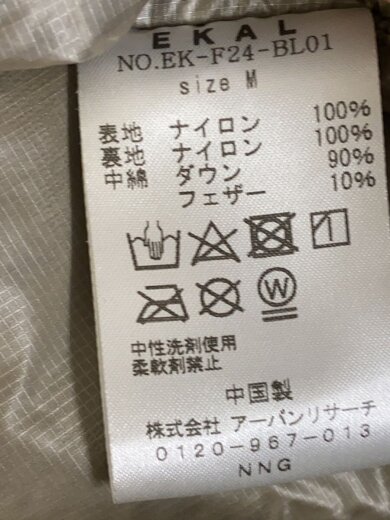 EKAL
NO.EK-F24-BL01
size M
表地 ナイロン 100%
裏地 ナイロン 100%
中綿 ダウン 90%
フェザー 10%
W
中性洗剤使用
柔軟剤禁止
中国製
株式会社 アーバンリサーチ
0120-967-013
NNG